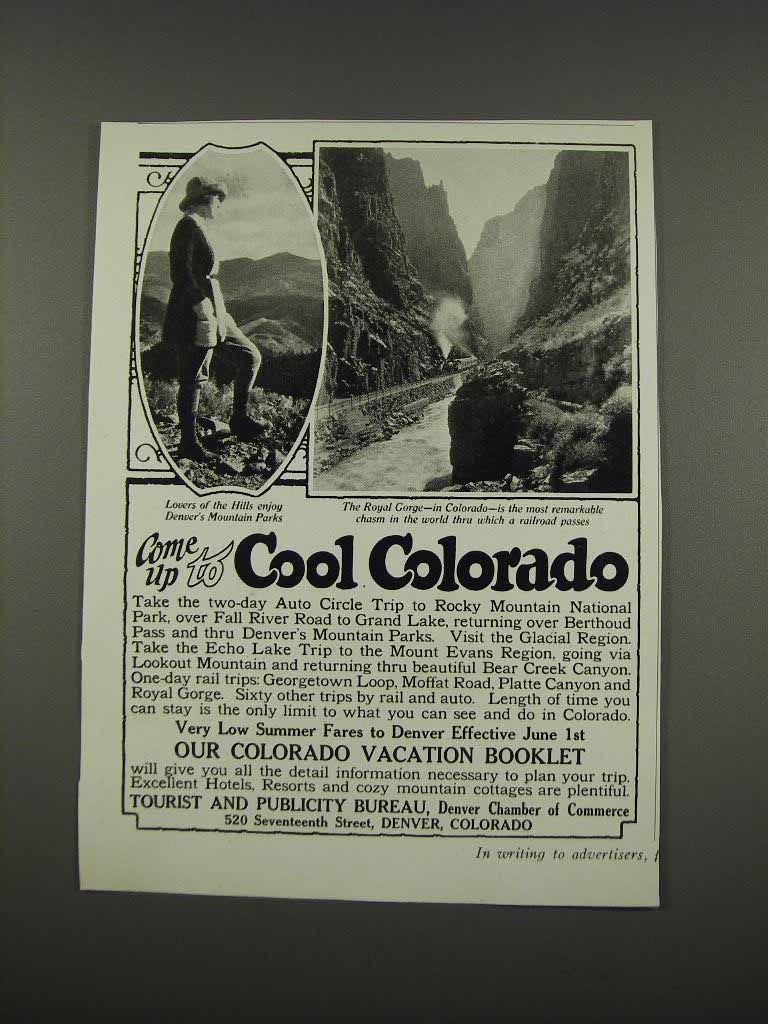 Lovers of the Hills enjoy
Denver's Mountain Parks
The Royal Gorge—in Colorado—is the most remarkable
chasm in the world thru which a railroad passes
Come up to Cool Colorado
Take the two-day Auto Circle Trip to Rocky Mountain National
Park, over Fall River Road to Grand Lake, returning over Berthoud
Pass and thru Denver's Mountain Parks. Visit the Glacial Region.
Take the Echo Lake Trip to the Mount Evans Region, going via
Lookout Mountain and returning thru beautiful Bear Creek Canyon.
One-day rail trips: Georgetown Loop, Moffat Road, Platte Canyon and
Royal Gorge. Sixty other trips by rail and auto. Length of time you
can stay is the only limit to what you can see and do in Colorado.
Very Low Summer Fares to Denver Effective June 1st
OUR COLORADO VACATION BOOKLET
will give you all the detail information necessary to plan your trip.
Excellent Hotels, Resorts and cozy mountain cottages are plentiful.
TOURIST AND PUBLICITY BUREAU, Denver Chamber of Commerce
520 Seventeenth Street, DENVER, COLORADO
In writing to advertisers,